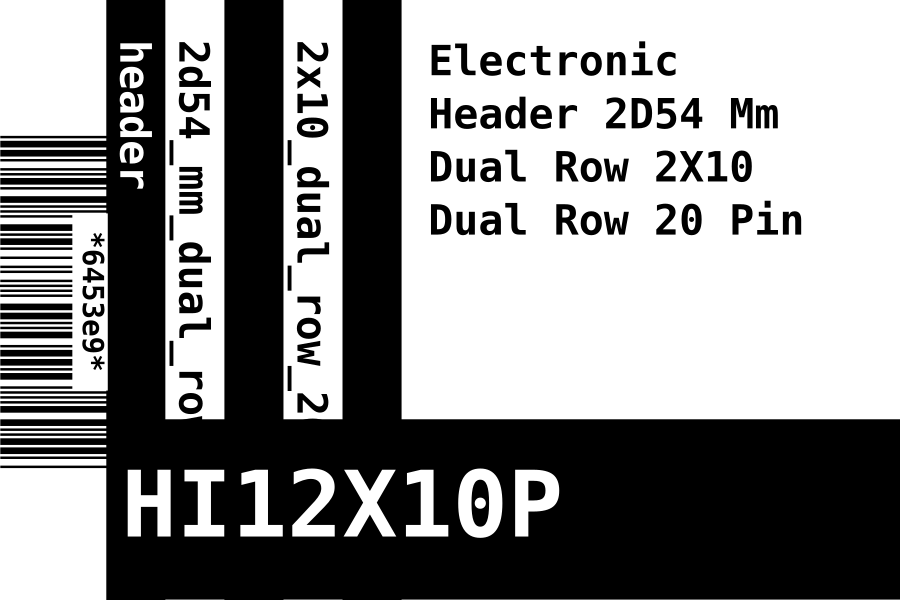 *6453e9*
header
2d54_mm_dual_ro
2x10_dual_row_2
Electronic
Header 2D54 Mm
Dual Row 2X10
Dual Row 20 Pin
HI12X10P